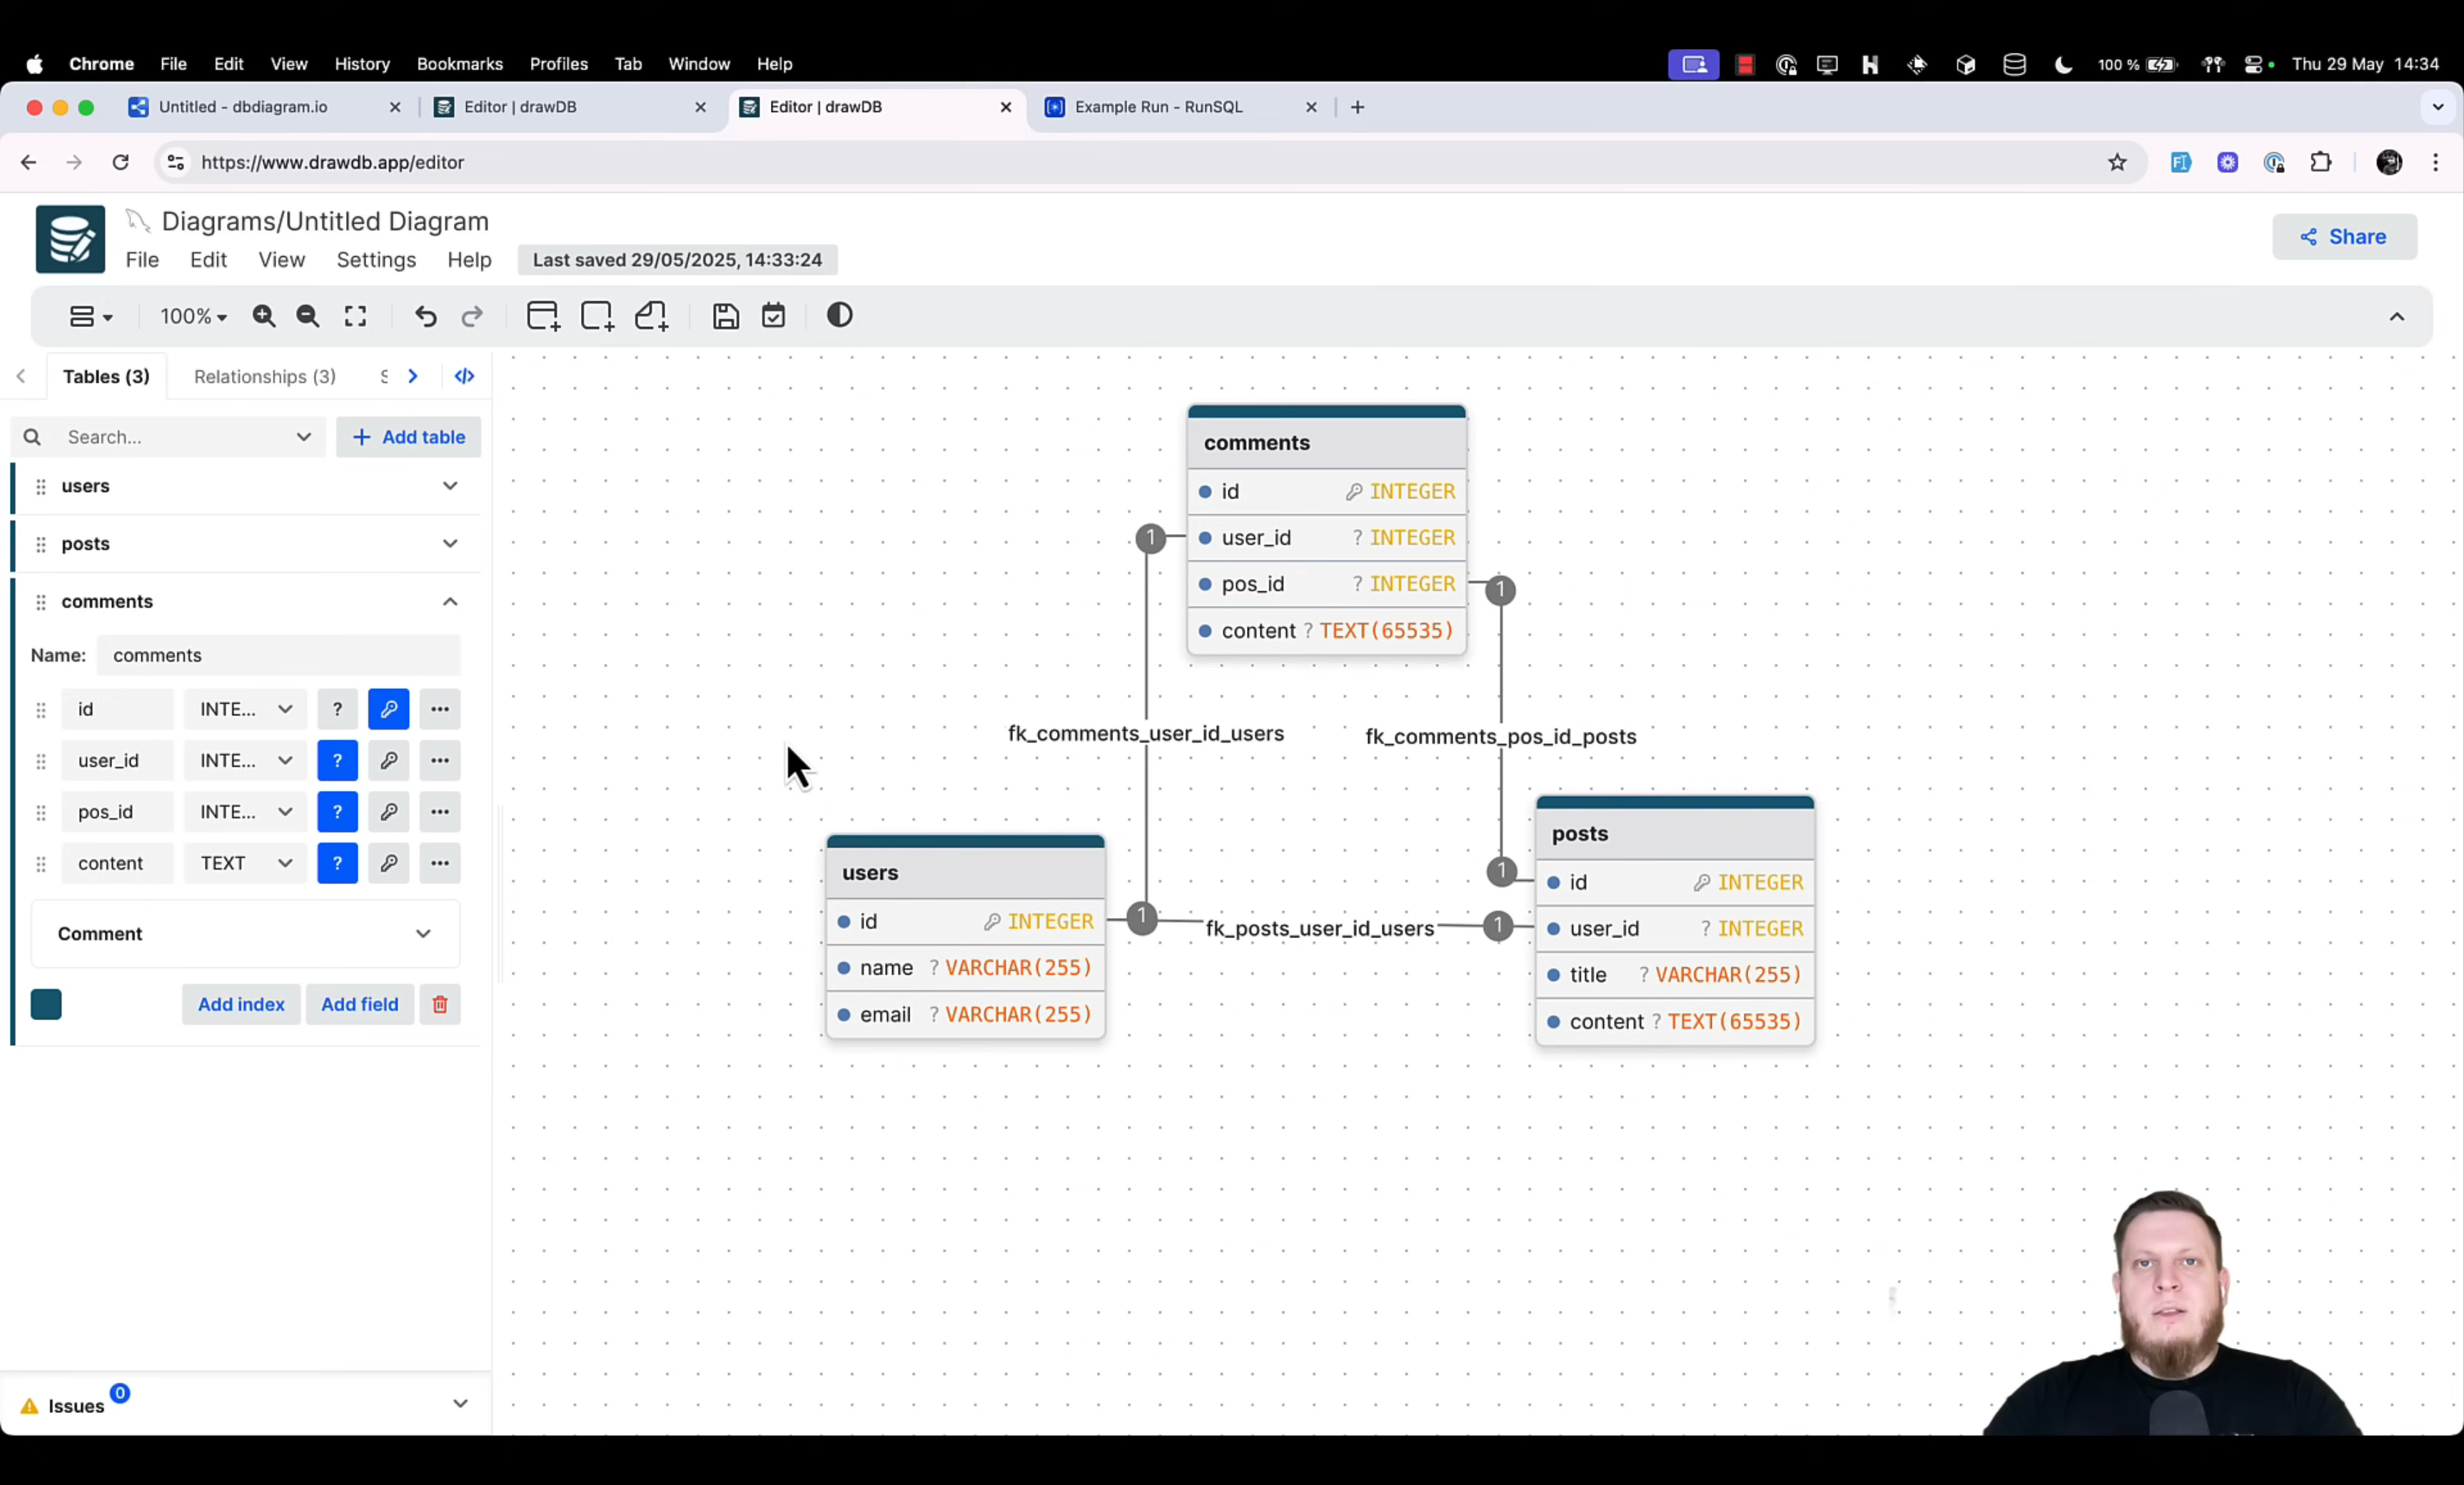 Chrome File Edit View History Bookmarks Profiles Tab Window Help 100 % Thu 29 May 14:34
Untitled - dbdiagram.io Editor | drawDB Editor | drawDB Example Run - RunSQL
https://www.drawdb.app/editor
Diagrams/Untitled Diagram
File Edit View Settings Help Last saved 29/05/2025, 14:33:24
Share
100%
Tables (3) Relationships (3) S
Search... Add table
users
posts
comments
Name: comments
id INTE... ?
user_id INTE... ?
pos_id INTE... ?
content TEXT ?
Comment
Add index Add field
Issues 0
comments
id INTEGER
user_id ? INTEGER
pos_id ? INTEGER
content ? TEXT(65535)
1
1
fk_comments_user_id_users
fk_comments_pos_id_posts
users
id INTEGER
name ? VARCHAR(255)
email ? VARCHAR(255)
1
fk_posts_user_id_users
1
1
posts
id INTEGER
user_id ? INTEGER
title ? VARCHAR(255)
content ? TEXT(65535)